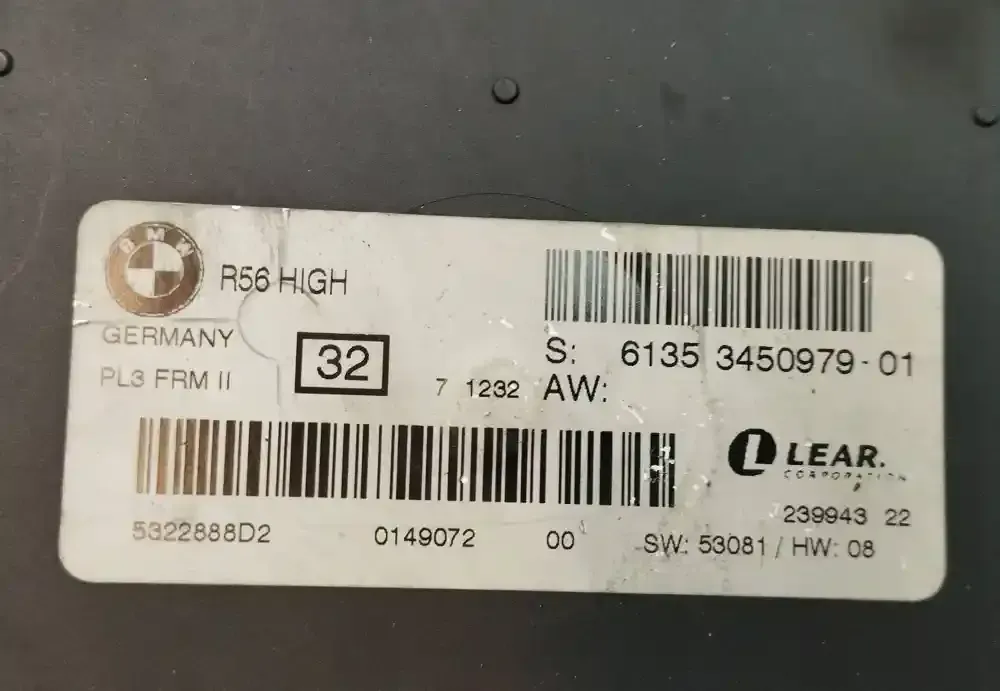 BMW
R56 HIGH
GERMANY
PL3 FRM II
32
7 1232
S: 6135 3450979-01
AW:
LEAR.
CORPORATION
5322888D2 0149072 00
239943 22
SW: 53081 / HW: 08